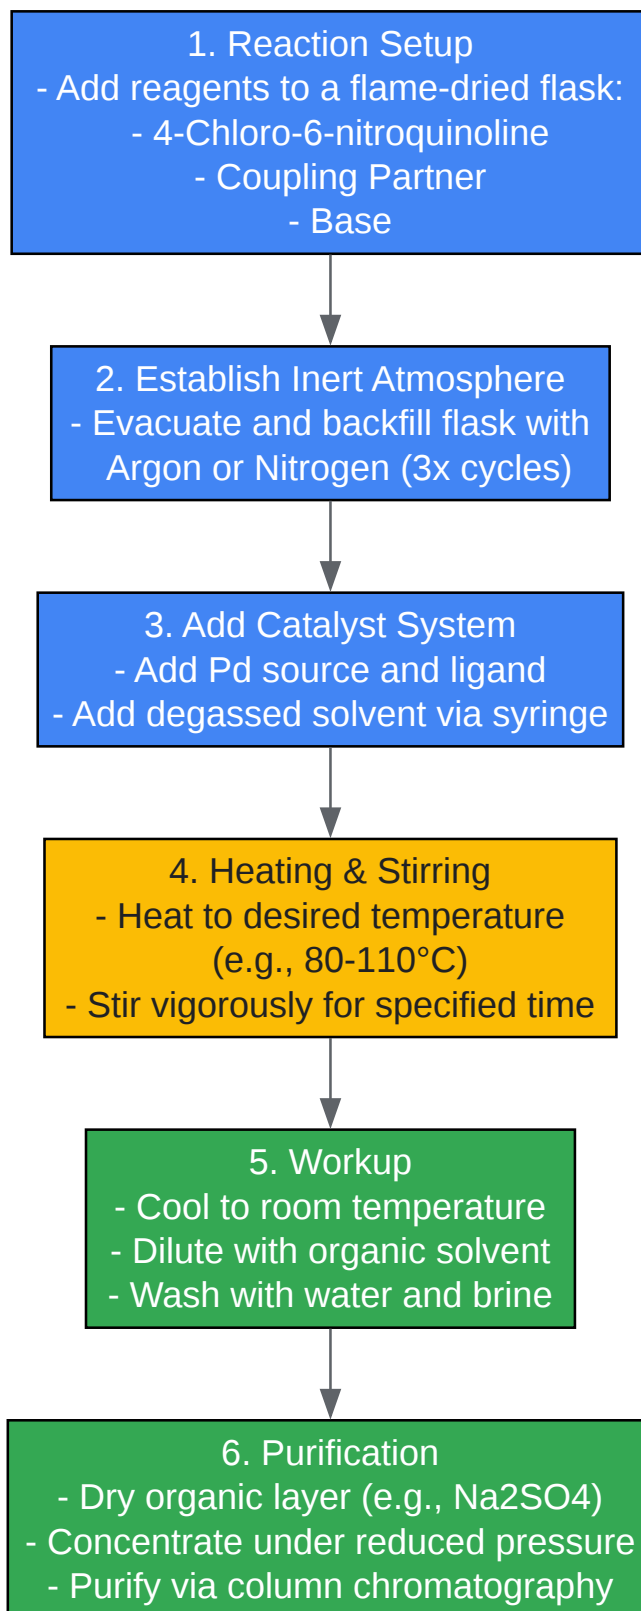 1. Reaction Setup
- Add reagents to a flame-dried flask:
- 4-Chloro-6-nitroquinoline
- Coupling Partner
- Base
2. Establish Inert Atmosphere
- Evacuate and backfill flask with
Argon or Nitrogen (3x cycles)
3. Add Catalyst System
- Add Pd source and ligand
- Add degassed solvent via syringe
4. Heating & Stirring
- Heat to desired temperature
(e.g., 80-110°C)
- Stir vigorously for specified time
5. Workup
- Cool to room temperature
- Dilute with organic solvent
- Wash with water and brine
6. Purification
- Dry organic layer (e.g., Na2SO4)
- Concentrate under reduced pressure
- Purify via column chromatography